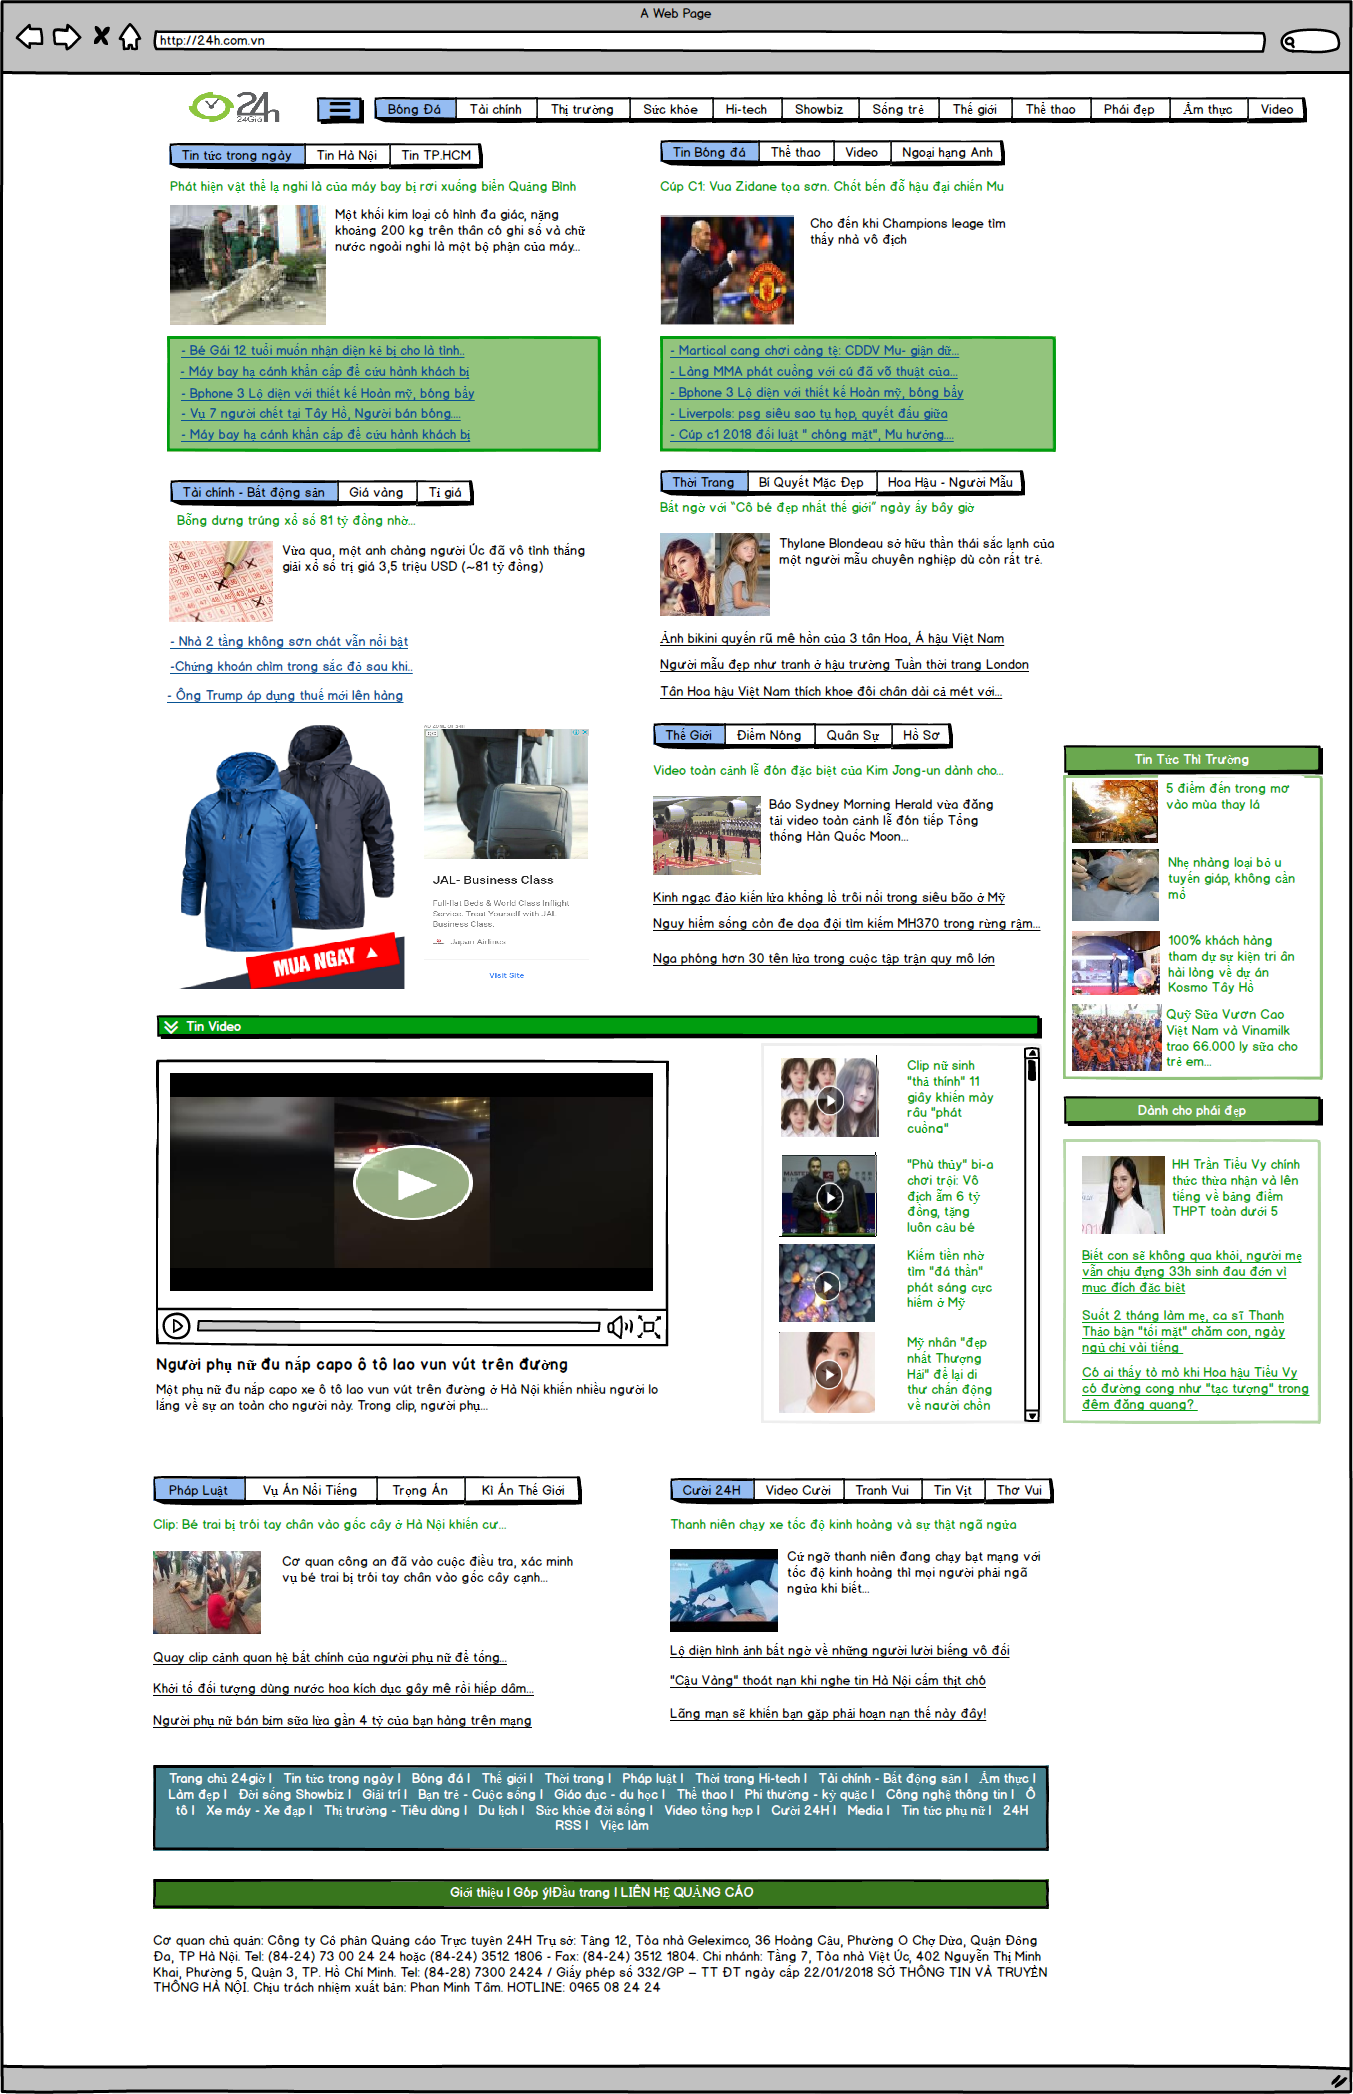 A Web Page
http://24h.com.vn
24h
24Giờ
Bóng Đá Tài chính Thị trường Sức khỏe Hi-tech Showbiz Sống trẻ Thế giới Thể thao Phái đẹp Ẩm thực Video
Tin tức trong ngày Tin Hà Nội Tin TP.HCM
Phát hiện vật thể lạ nghi là của máy bay bị rơi xuống biển Quảng Bình
Một khối kim loại có hình đa giác, nặng
khoảng 200 kg trên thân có ghi số và chữ
nước ngoài nghi là một bộ phận của máy...
- Bé Gái 12 tuổi muốn nhận diện kẻ bị cho là tình..
- Máy bay hạ cánh khẩn cấp để cứu hành khách bị
- Bphone 3 Lộ diện với thiết kế Hoàn mỹ, bóng bẩy
- Vụ 7 người chết tại Tây Hồ, Người bán bóng....
- Máy bay hạ cánh khẩn cấp để cứu hành khách bị
Tin Bóng đá Thể thao Video Ngoại hạng Anh
Cúp C1: Vua Zidane tọa sơn. Chốt bến đỗ hậu đại chiến Mu
Cho đến khi Champions leage tìm
thấy nhà vô địch
- Martical càng chơi càng tệ: CDDV Mu- giận dữ...
- Làng MMA phát cuồng với cú đá võ thuật của...
- Bphone 3 Lộ diện với thiết kế Hoàn mỹ, bóng bẩy
- Liverpols: psg siêu sao tụ họp, quyết đấu giữa
- Cúp c1 2018 đổi luật " chóng mặt", Mu hưởng....
Tài chính - Bất động sản Giá vàng Tỉ giá
Bỗng dưng trúng xổ số 81 tỷ đồng nhờ...
Vừa qua, một anh chàng người Úc đã vô tình thắng
giải xổ số trị giá 3,5 triệu USD (~81 tỷ đồng)
- Nhà 2 tầng không sơn chát vẫn nổi bật
-Chứng khoán chìm trong sắc đỏ sau khi..
- Ông Trump áp dụng thuế mới lên hàng
Thời Trang Bí Quyết Mặc Đẹp Hoa Hậu - Người Mẫu
Bất ngờ với "Cô bé đẹp nhất thế giới" ngày ấy bây giờ
Thylane Blondeau sở hữu thần thái sắc lạnh của
một người mẫu chuyên nghiệp dù còn rất trẻ.
Ảnh bikini quyến rũ mê hồn của 3 tân Hoa, Á hậu Việt Nam
Người mẫu đẹp như tranh ở hậu trường Tuần thời trang London
Tân Hoa hậu Việt Nam thích khoe đôi chân dài cả mét với...
MUA NGAY
JAL- Business Class
Full-flat Beds & World Class Inflight
Service. Treat Yourself with JAL
Business Class.
Japan Airlines
Visit Site
Thế Giới Điểm Nóng Quân Sự Hồ Sơ
Video toàn cảnh lễ đón đặc biệt của Kim Jong-un dành cho...
Báo Sydney Morning Herald vừa đăng
tải video toàn cảnh lễ đón tiếp Tổng
thống Hàn Quốc Moon...
Kinh ngạc đảo kiến lửa khổng lồ trôi nổi trong siêu bão ở Mỹ
Nguy hiểm sống còn đe dọa đội tìm kiếm MH370 trong rừng rậm...
Nga phóng hơn 30 tên lửa trong cuộc tập trận quy mô lớn
Tin Tức Thị Trường
5 điểm đến trong mơ
vào mùa thay lá
Nhẹ nhàng loại bỏ u
tuyến giáp, không cần
mổ
100% khách hàng
tham dự sự kiện tri ân
hài lòng về dự án
Kosmo Tây Hồ
Quỹ Sữa Vươn Cao
Việt Nam và Vinamilk
trao 66.000 ly sữa cho
trẻ em...
Tin Video
Người phụ nữ đu nắp capo ô tô lao vun vút trên đường
Một phụ nữ đu nắp capo xe ô tô lao vun vút trên đường ở Hà Nội khiến nhiều người lo
lắng về sự an toàn cho người này. Trong clip, người phụ...
Clip nữ sinh
"thả thính" 11
giây khiến mày
râu "phát
cuồng"
"Phù thủy" bi-a
chơi trội: Vô
địch ẵm 6 tỷ
đồng, tặng
luôn cậu bé
Kiếm tiền nhờ
tìm "đá thần"
phát sáng cực
hiếm ở Mỹ
Mỹ nhân "đẹp
nhất Thượng
Hải" để lại di
thư chấn động
về người chồn
Dành cho phái đẹp
HH Trần Tiểu Vy chính
thức thừa nhận và lên
tiếng về bảng điểm
THPT toàn dưới 5
Biết con sẽ không qua khỏi, người mẹ
vẫn chịu đựng 33h sinh đau đớn vì
mục đích đặc biệt
Suốt 2 tháng làm mẹ, ca sĩ Thanh
Thảo bận "tối mặt" chăm con, ngày
ngủ chỉ vài tiếng
Có ai thấy tò mò khi Hoa hậu Tiểu Vy
có đường cong như "tạc tượng" trong
đêm đăng quang?
Pháp Luật Vụ Án Nổi Tiếng Trọng Án Kì Án Thế Giới
Clip: Bé trai bị trói tay chân vào gốc cây ở Hà Nội khiến cư...
Cơ quan công an đã vào cuộc điều tra, xác minh
vụ bé trai bị trói tay chân vào gốc cây cạnh...
Quay clip cảnh quan hệ bất chính của người phụ nữ để tống...
Khởi tố đối tượng dùng nước hoa kích dục gây mê rồi hiếp dâm...
Người phụ nữ bán bỉm sữa lừa gần 4 tỷ của bạn hàng trên mạng
Cười 24H Video Cười Tranh Vui Tin Vịt Thơ Vui
Thanh niên chạy xe tốc độ kinh hoàng và sự thật ngã ngửa
Cứ ngỡ thanh niên đang chạy bạt mạng với
tốc độ kinh hoàng thì mọi người phải ngã
ngửa khi biết...
Lộ diện hình ảnh bất ngờ về những người lười biếng vô đối
"Cậu Vàng" thoát nạn khi nghe tin Hà Nội cấm thịt chó
Lãng mạn sẽ khiến bạn gặp phải hoạn nạn thế này đây!
Trang chủ 24giờ I Tin tức trong ngày I Bóng đá I Thế giới I Thời trang I Pháp luật I Thời trang Hi-tech I Tài chính - Bất động sản I Ẩm thực I
Làm đẹp I Đời sống Showbiz I Giải trí I Bạn trẻ - Cuộc sống I Giáo dục - du học I Thể thao I Phi thường - kỳ quặc I Công nghệ thông tin I Ô
tô I Xe máy - Xe đạp I Thị trường - Tiêu dùng I Du lịch I Sức khỏe đời sống I Video tổng hợp I Cười 24H I Media I Tin tức phụ nữ I 24H
RSS I Việc làm
Giới thiệu I Góp ýIĐầu trang I LIÊN HỆ QUẢNG CÁO
Cơ quan chủ quản: Công ty Cổ phần Quảng cáo Trực tuyến 24H Trụ sở: Tầng 12, Tòa nhà Geleximco, 36 Hoàng Cầu, Phường O Chợ Dừa, Quận Đống
Đa, TP Hà Nội. Tel: (84-24) 73 00 24 24 hoặc (84-24) 3512 1806 - Fax: (84-24) 3512 1804. Chi nhánh: Tầng 7, Tòa nhà Việt Úc, 402 Nguyễn Thị Minh
Khai, Phường 5, Quận 3, TP. Hồ Chí Minh. Tel: (84-28) 7300 2424 / Giấy phép số 332/GP – TT ĐT ngày cấp 22/01/2018 SỞ THÔNG TIN VÀ TRUYỀN
THÔNG HÀ NỘI. Chịu trách nhiệm xuất bản: Phan Minh Tâm. HOTLINE: 0965 08 24 24